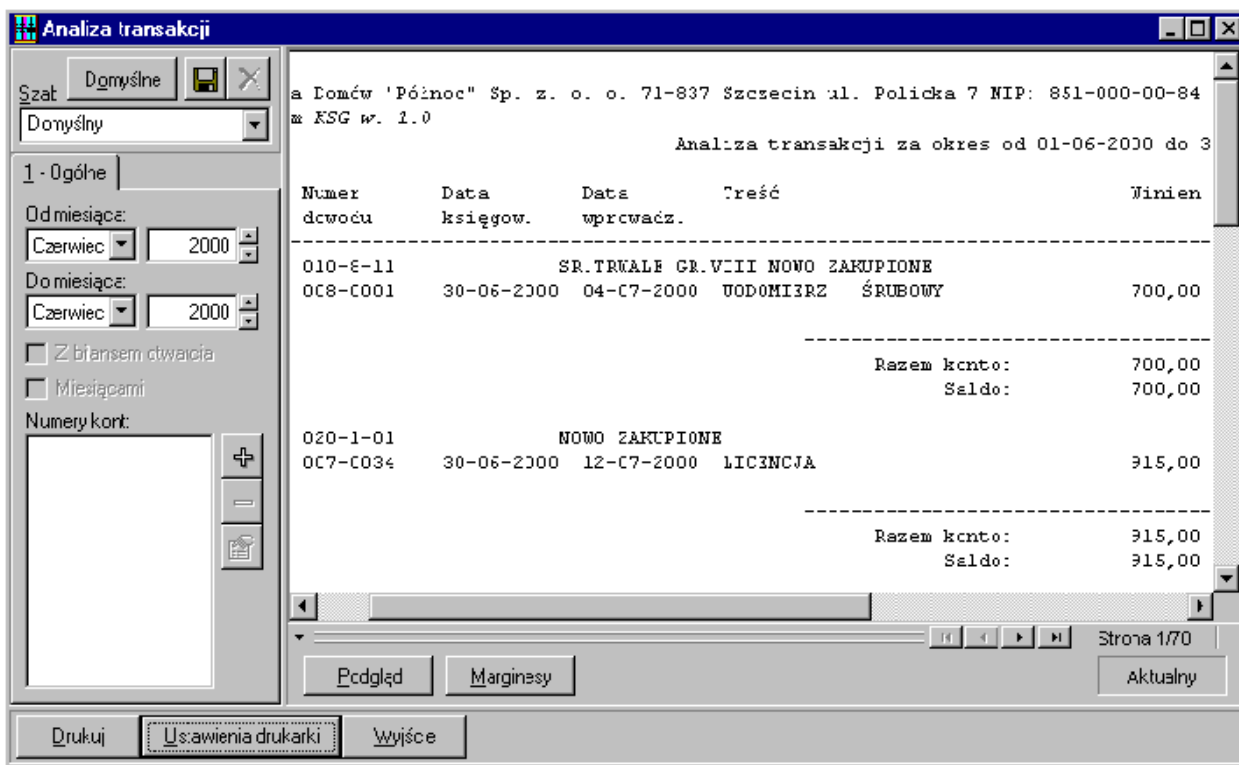 Analiza transakcji
Szabl Domyślne
Domyślny
1 - Ogólne
Od miesiąca:
Czerwiec 2000
Do miesiąca:
Czerwiec 2000
Z bilansem otwarcia
Miesiącami
Numery kont:
a Domów 'Północ" Sp. z. o. o. 71-837 Szczecin ul. Policka 7 NIP: 851-000-00-84
m KSG w. 1.0
Analiza transakcji za okres od 01-06-2000 do 3
Numer Data Data Treść Winien
dowodu księgow. wprowadz.
010-8-11 SR.TRWALE GR.VIII NOWO ZAKUPIONE
008-0001 30-06-2000 04-07-2000 WODOMIERZ ŚRUBOWY 700,00
Razem konto: 700,00
Saldo: 700,00
020-1-01 NOWO ZAKUPIONE
007-0034 30-06-2000 12-07-2000 LICENCJA 915,00
Razem konto: 915,00
Saldo: 915,00
Strona 1/70
Podgląd Marginesy Aktualny
Drukuj Ustawienia drukarki Wyjście